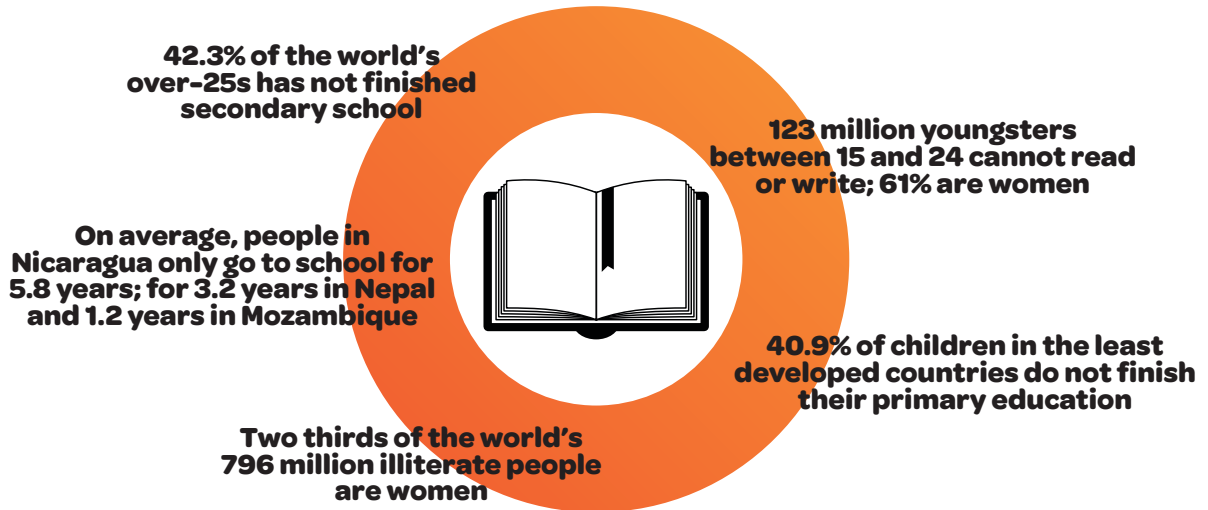 42.3% of the world's
over-25s has not finished
secondary school
123 million youngsters
between 15 and 24 cannot read
or write; 61% are women
On average, people in
Nicaragua only go to school for
5.8 years; for 3.2 years in Nepal
and 1.2 years in Mozambique
40.9% of children in the least
developed countries do not finish
their primary education
Two thirds of the world's
796 million illiterate people
are women